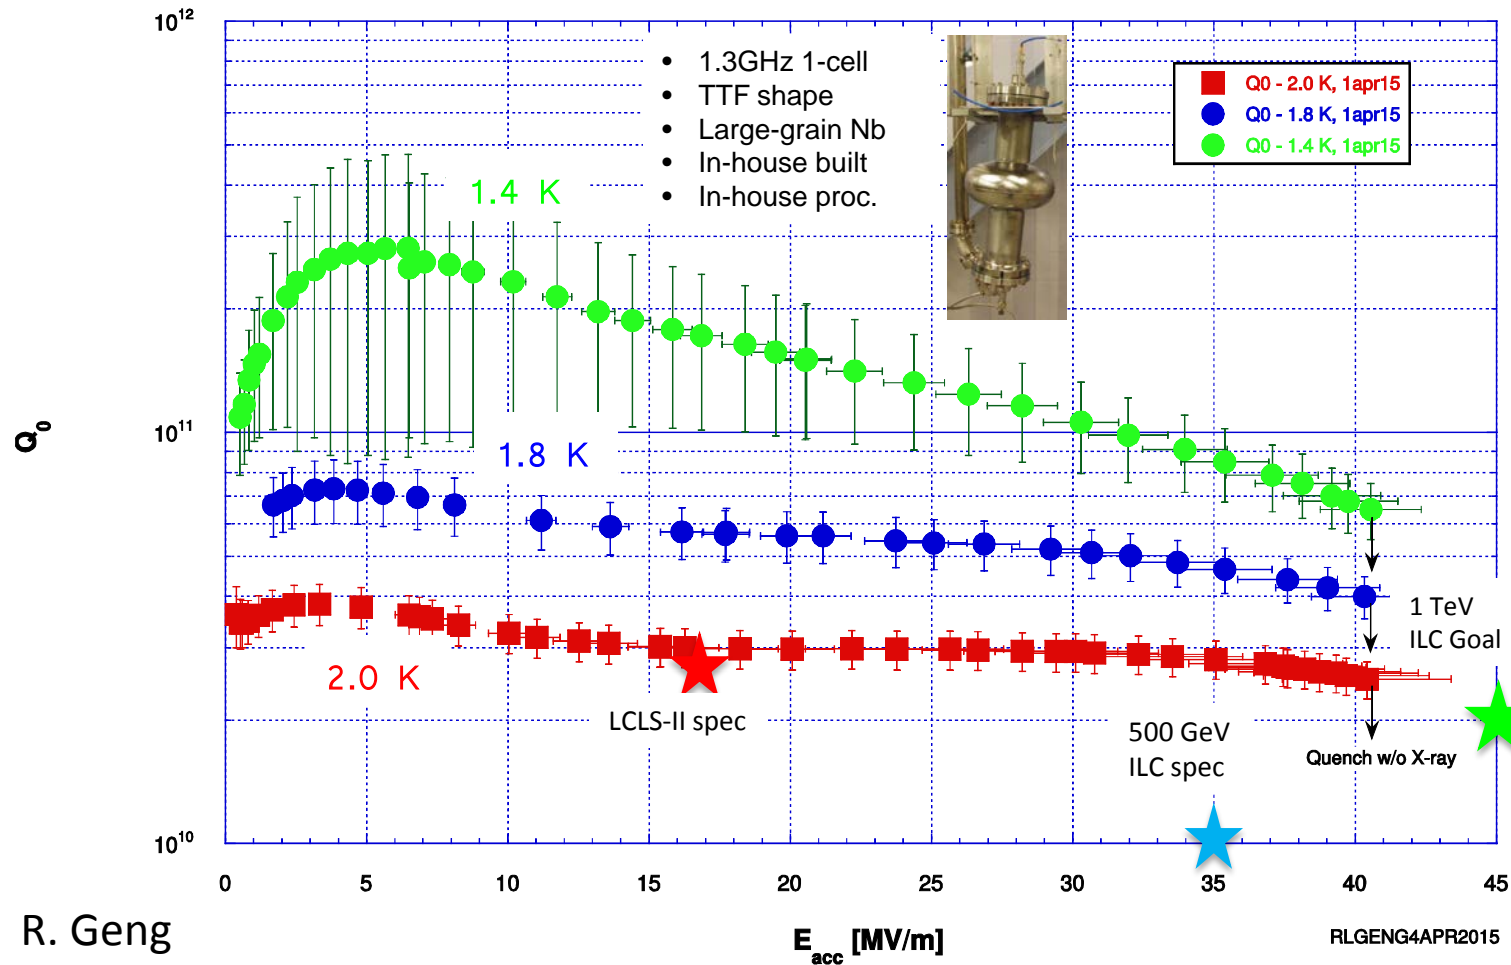 10^12
• 1.3GHz 1-cell
• TTF shape
• Large-grain Nb
• In-house built
• In-house proc.
Q0 - 2.0 K, 1apr15
Q0 - 1.8 K, 1apr15
Q0 - 1.4 K, 1apr15
1.4 K
Q0
10^11
1.8 K
2.0 K
1 TeV
ILC Goal
LCLS-II spec
500 GeV
ILC spec
Quench w/o X-ray
10^10
0 5 10 15 20 25 30 35 40 45
R. Geng
Eacc [MV/m]
RLGENG4APR2015